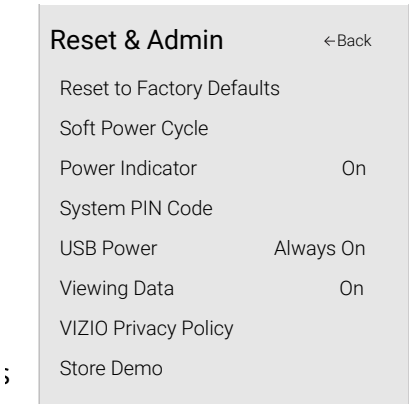 Reset & Admin ←Back
Reset to Factory Defaults
Soft Power Cycle
Power Indicator On
System PIN Code
USB Power Always On
Viewing Data On
VIZIO Privacy Policy
Store Demo